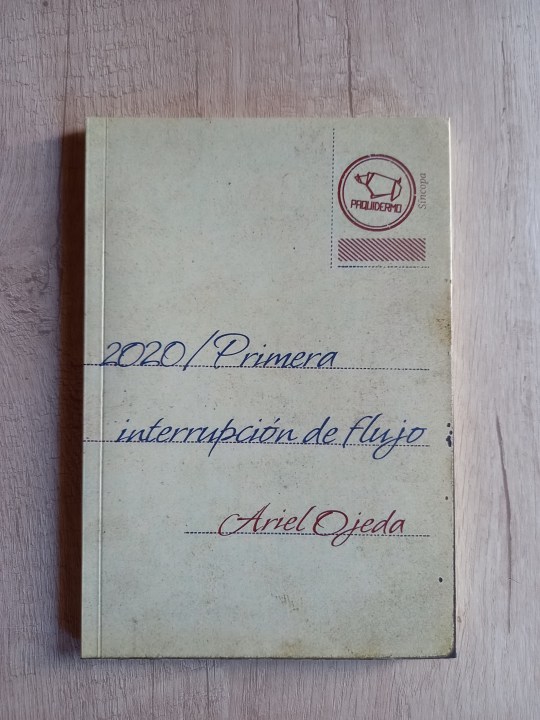 PAQUIDERMO
Síncopa
2020/Primera
interrupción de flujo
Ariel Ojeda